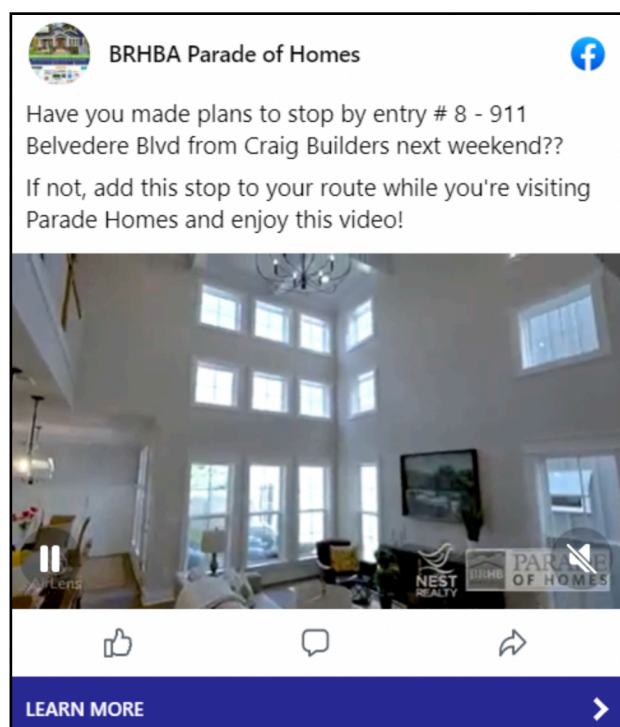 BRHBA Parade of Homes
Have you made plans to stop by entry # 8 - 911
Belvedere Blvd from Craig Builders next weekend??
If not, add this stop to your route while you're visiting
Parade Homes and enjoy this video!
AirLens
NEST
REALTY
BRHB
PARADE
OF HOMES
LEARN MORE